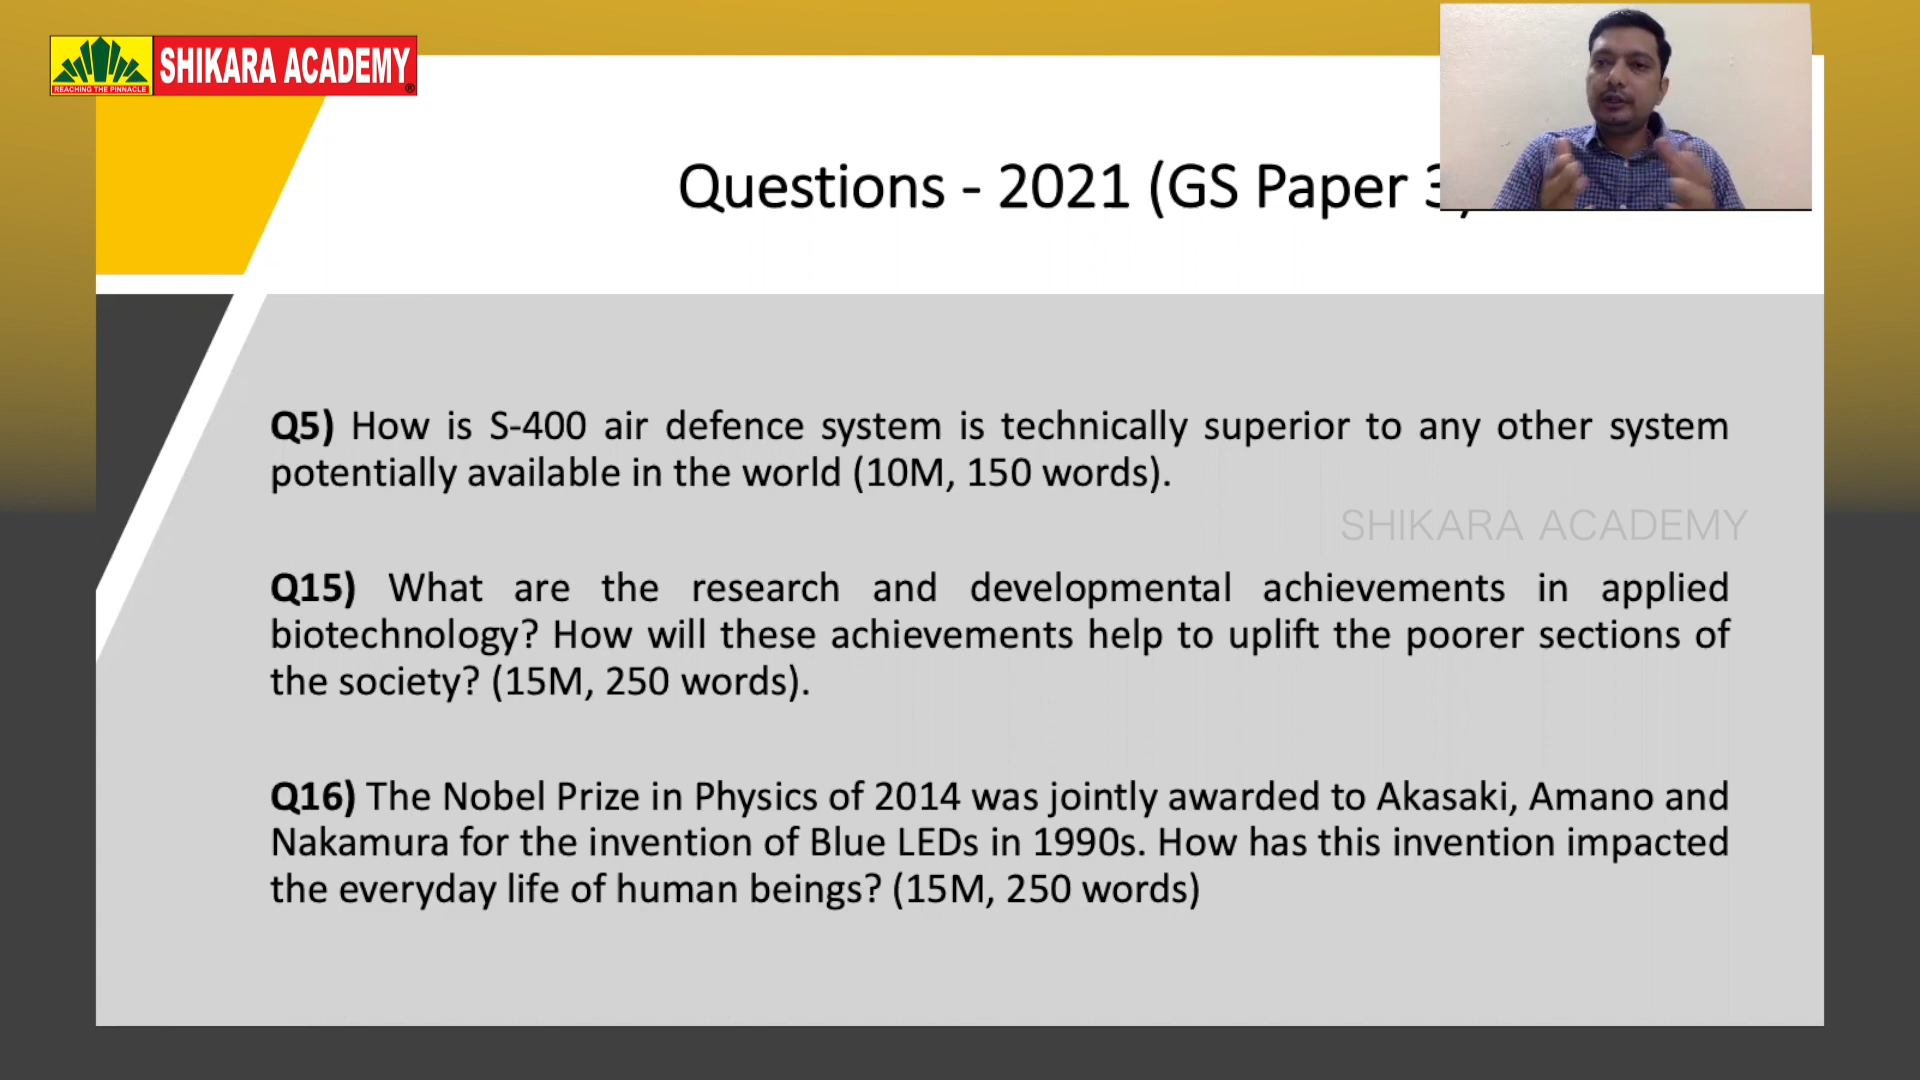 SHIKARA ACADEMY
REACHING THE PINNACLE
Questions - 2021 (GS Paper 3)
Q5) How is S-400 air defence system is technically superior to any other system
potentially available in the world (10M, 150 words).
SHIKARA ACADEMY
Q15) What are the research and developmental achievements in applied
biotechnology? How will these achievements help to uplift the poorer sections of
the society? (15M, 250 words).
Q16) The Nobel Prize in Physics of 2014 was jointly awarded to Akasaki, Amano and
Nakamura for the invention of Blue LEDs in 1990s. How has this invention impacted
the everyday life of human beings? (15M, 250 words)